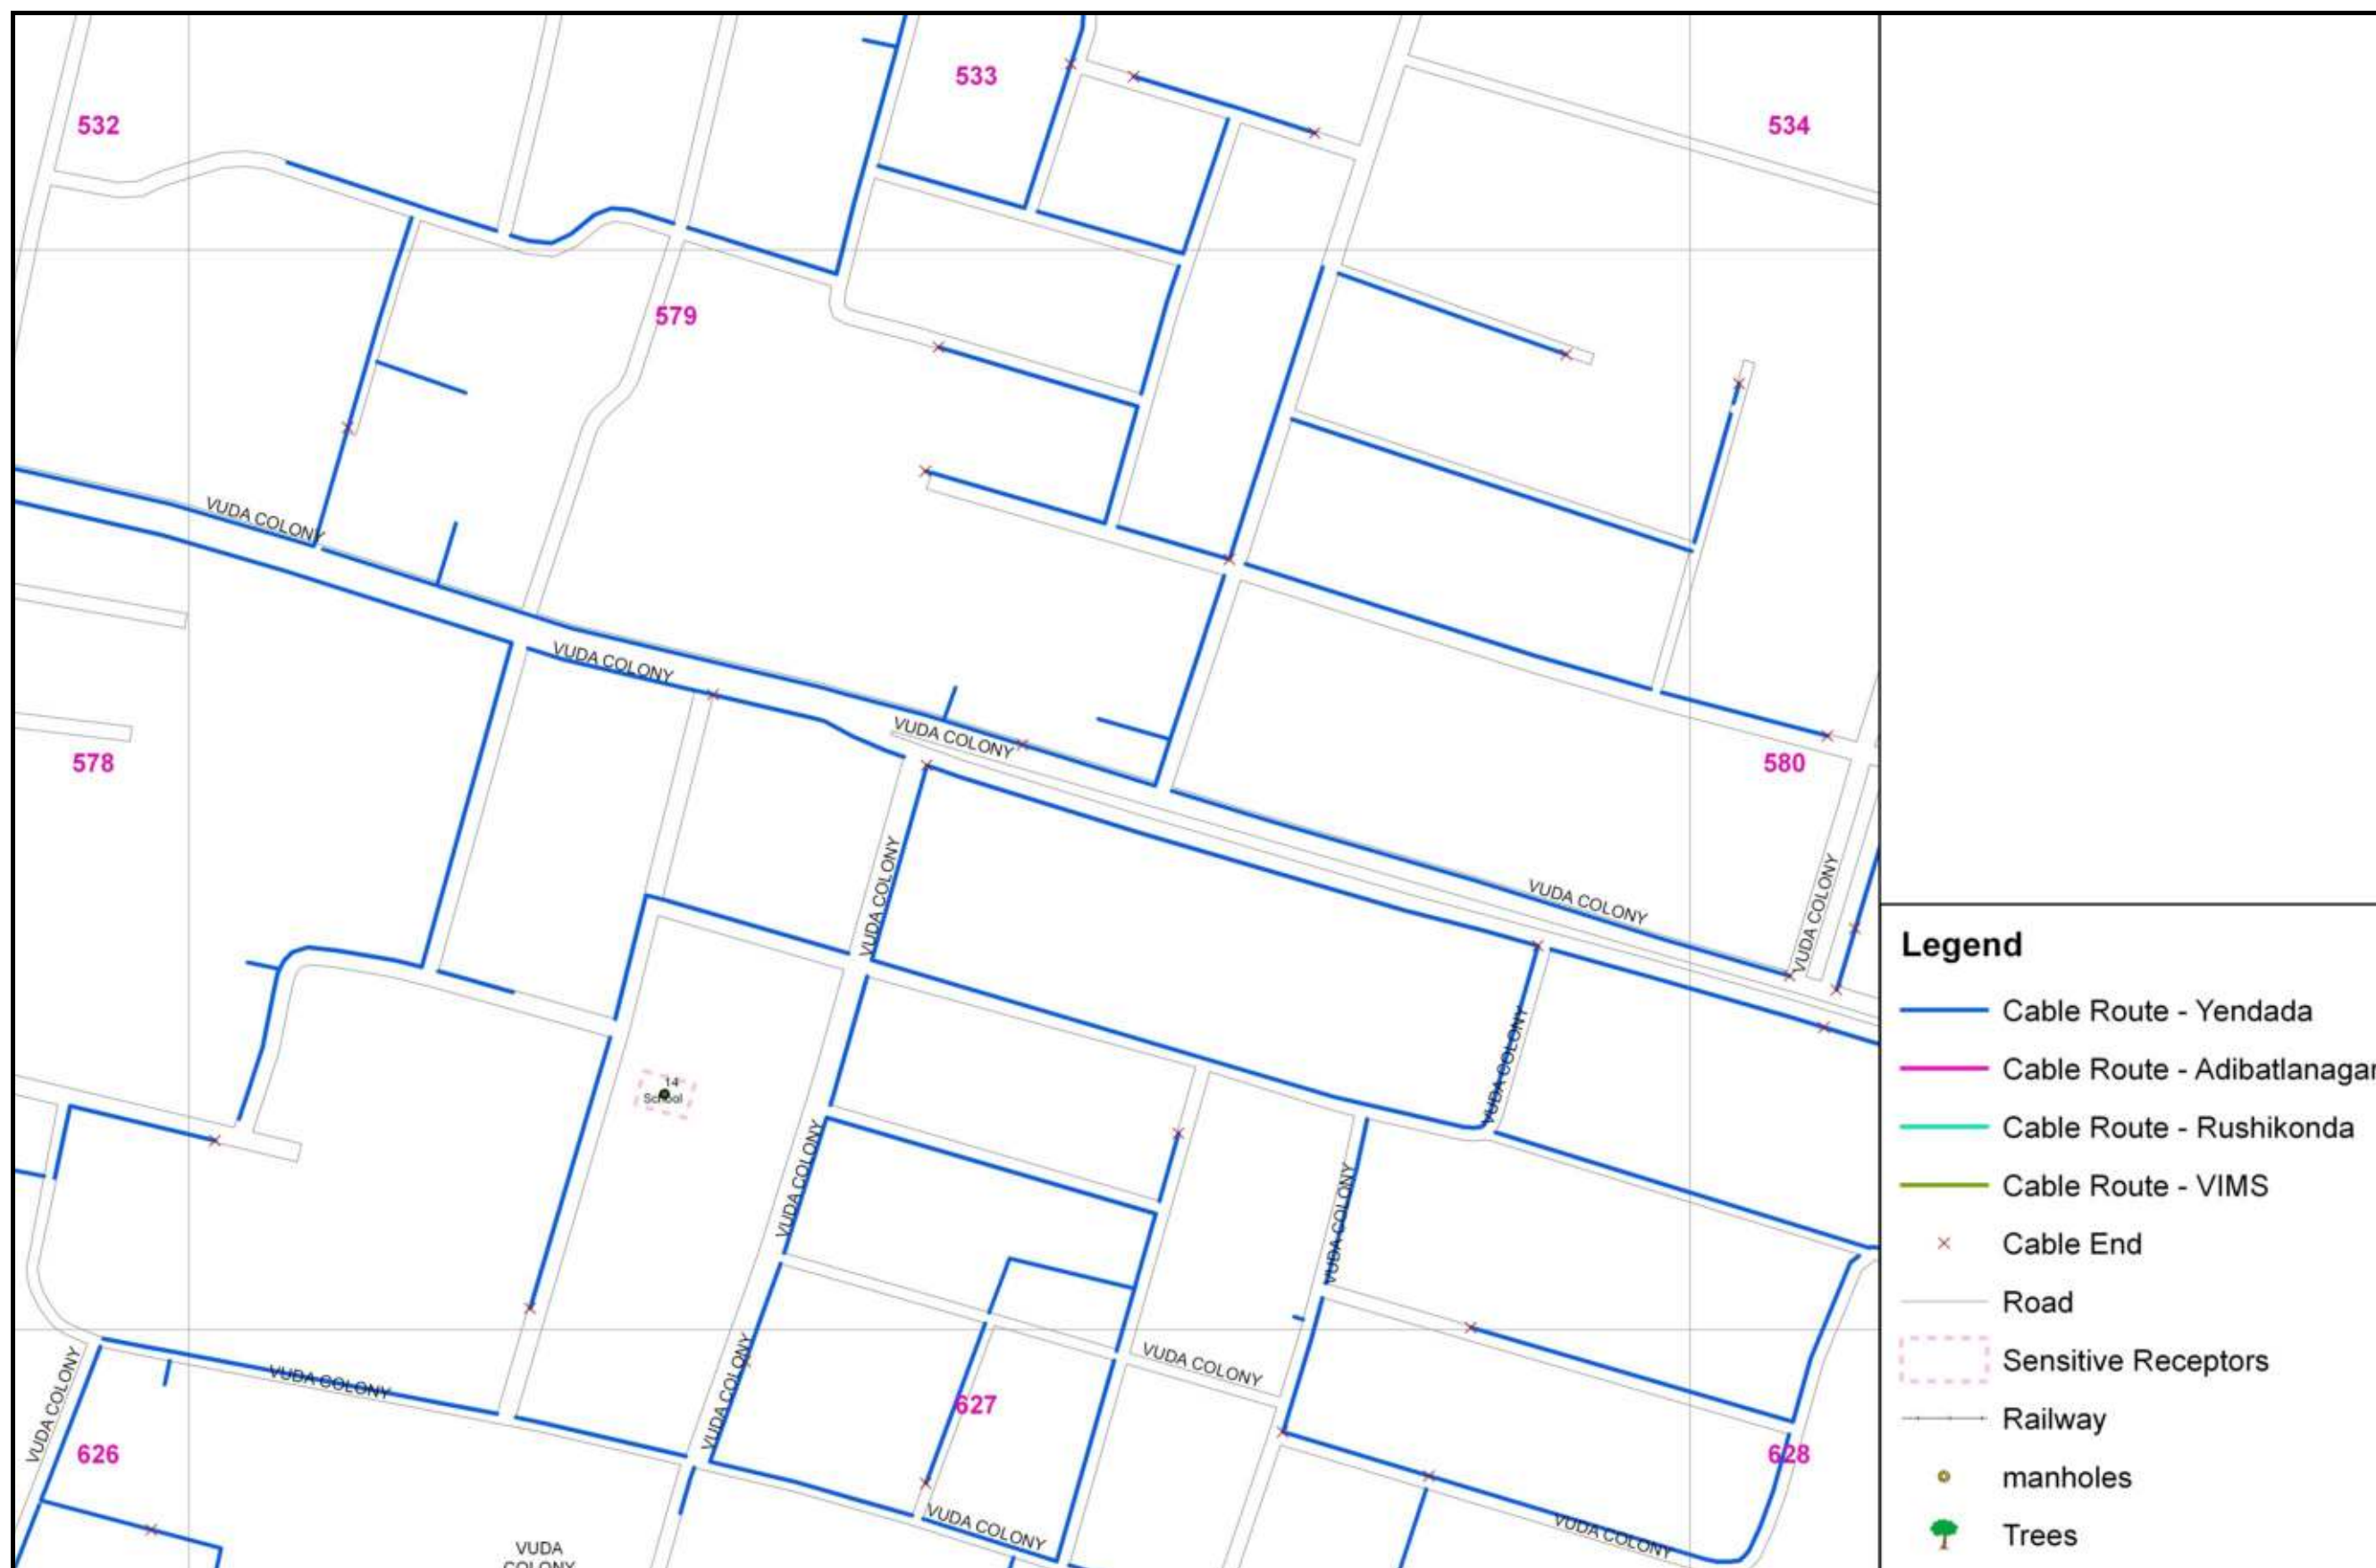 533
532
534
579
VUDA COLONY
VUDA COLONY
VUDA COLONY
578
580
VUDA COLONY
VUDA COLONY
VUDA COLONY
VUDA COLONY
14
School
VUDA COLONY
VUDA COLONY
VUDA COLONY
VUDA COLONY
VUDA COLONY
VUDA COLONY
627
626
628
VUDA COLONY
VUDA COLONY
VUDA
COLONY
Legend
Cable Route - Yendada
Cable Route - Adibatlanagar
Cable Route - Rushikonda
Cable Route - VIMS
Cable End
Road
Sensitive Receptors
Railway
manholes
Trees